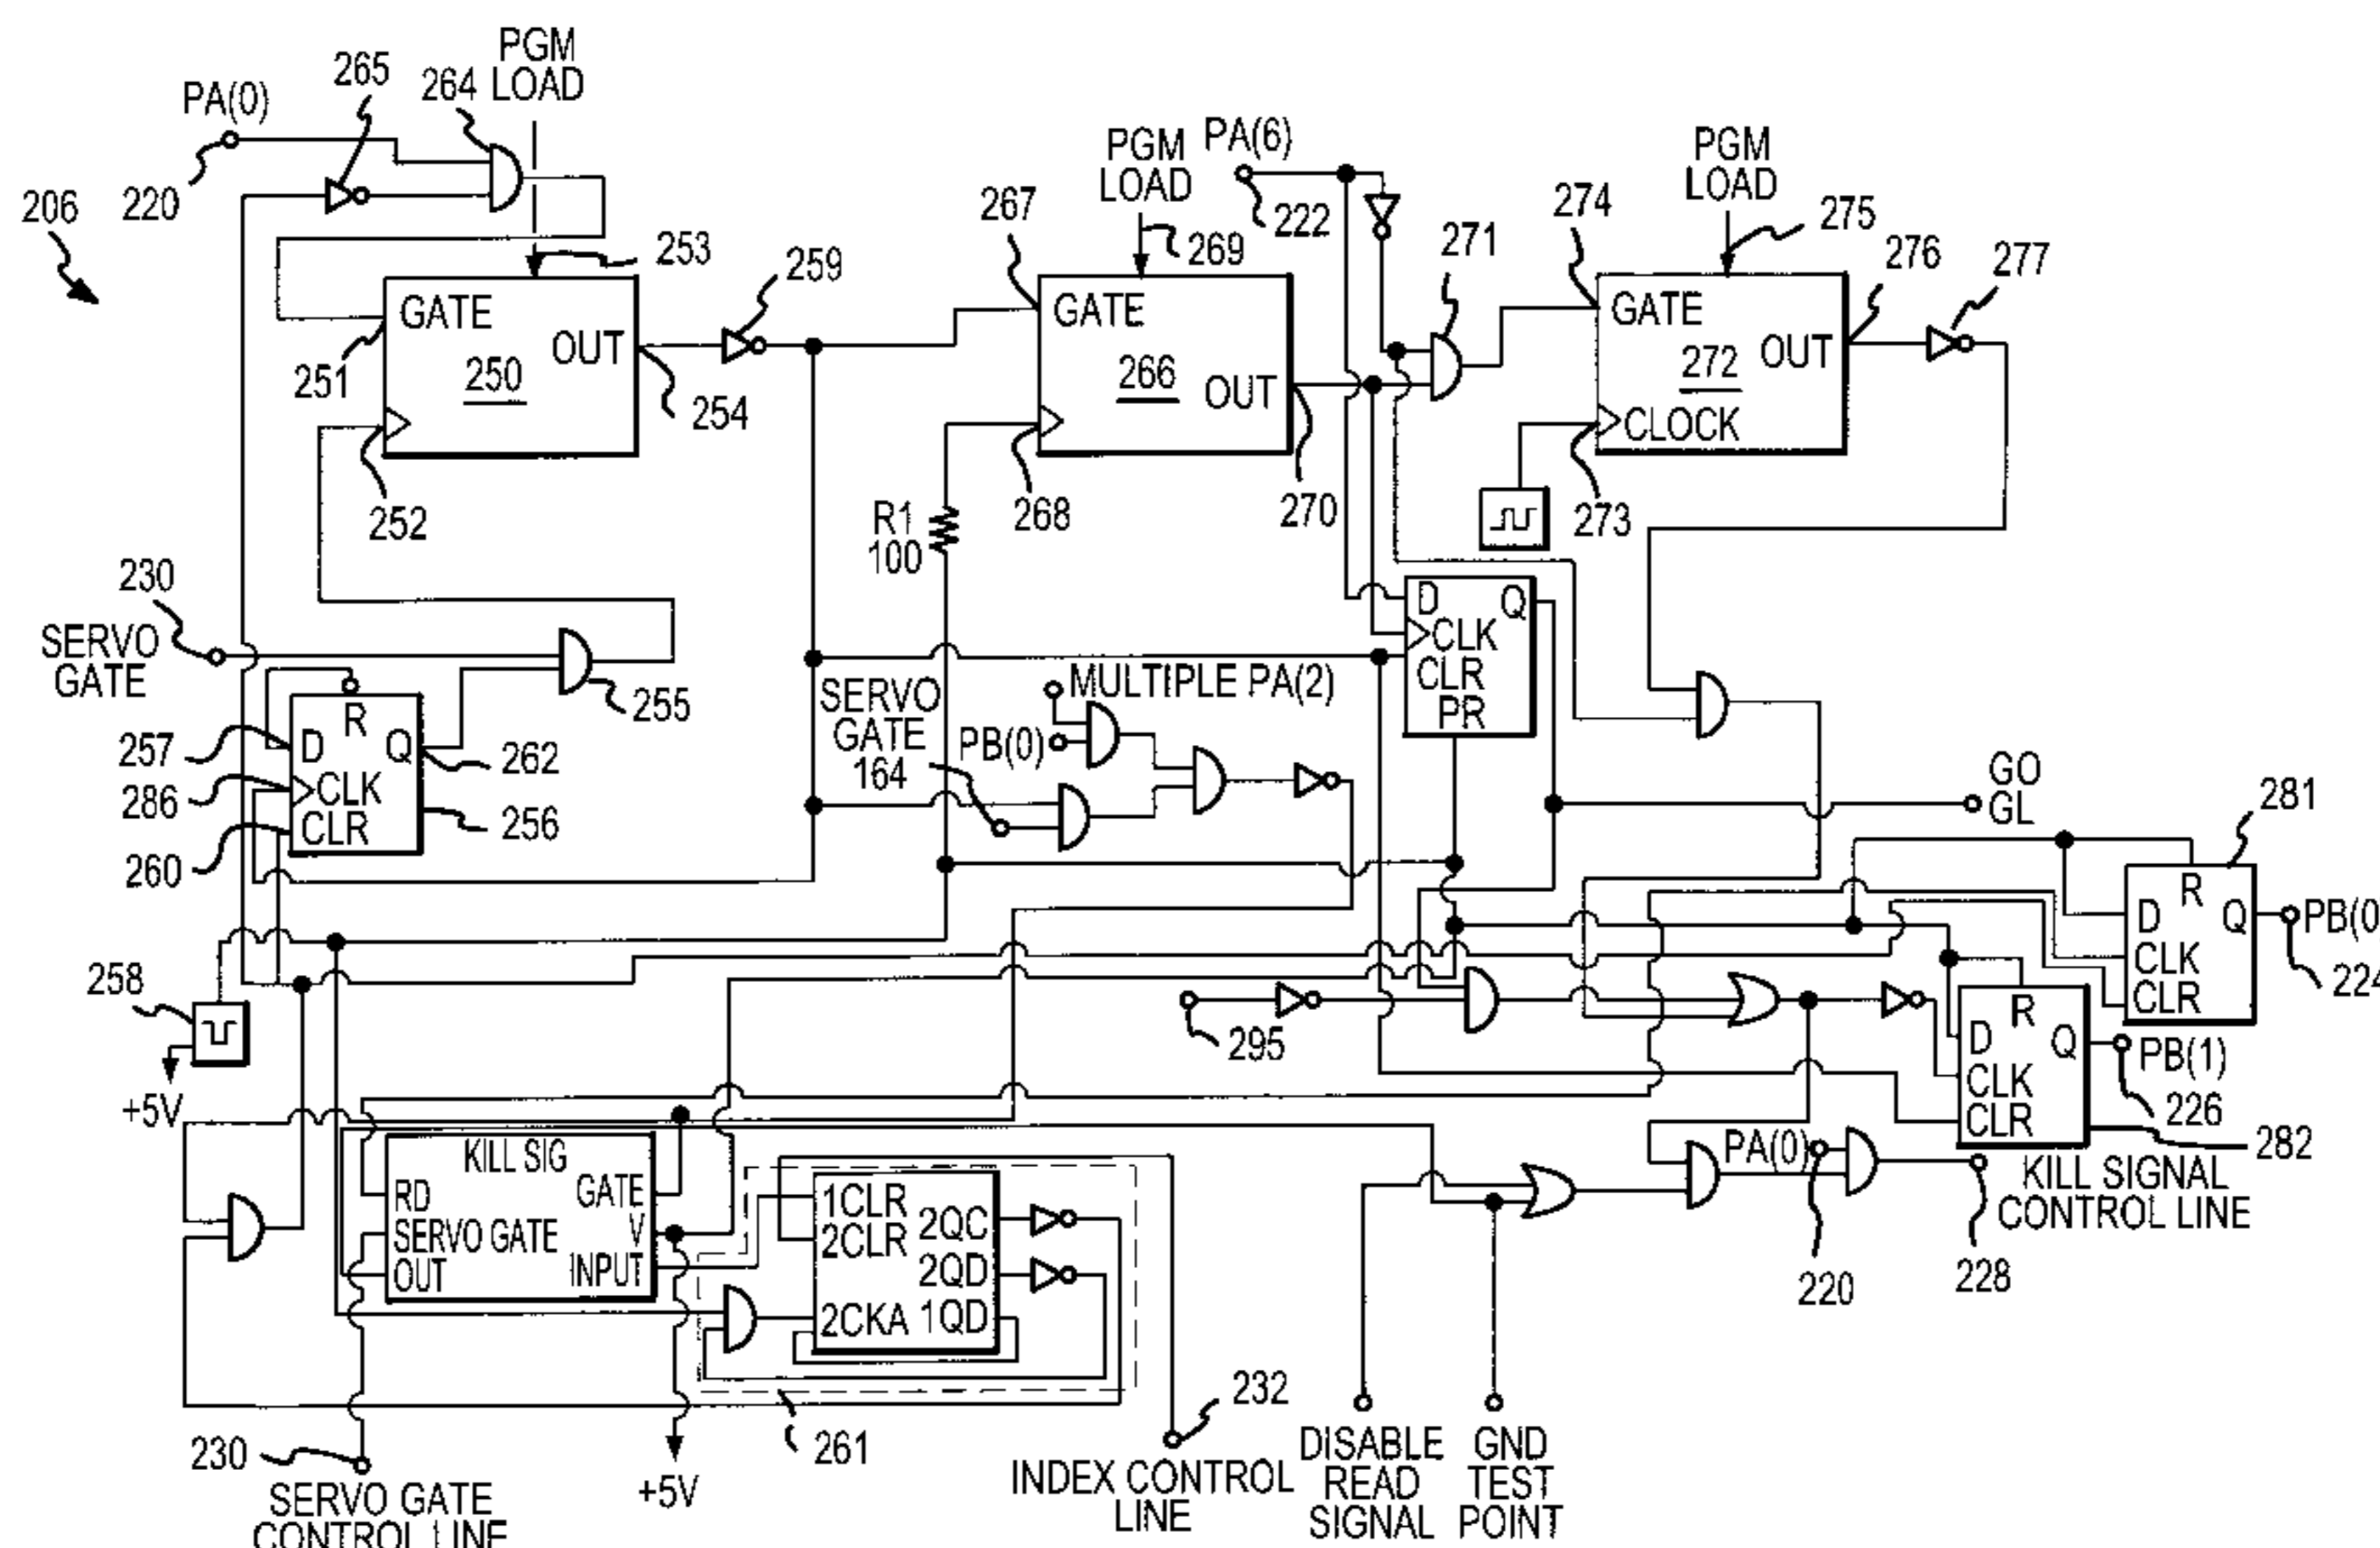 PGM
LOAD
265
264
PA(0)
220
206
253
259
GATE
OUT
250
251
254
252
PGM
LOAD
PA(6)
267
269
222
271
GATE
266
OUT
268
270
R1
100
PGM
LOAD
274
275
276
277
GATE
OUT
272
CLOCK
273
230
SERVO
GATE
255
R
257
D
Q
262
286
CLK
256
CLR
260
D
Q
CLK
CLR
PR
MULTIPLE PA(2)
SERVO
GATE
164
PB(0)
GO
GL
281
R
D
Q
PB(0
CLK
224
CLR
258
+5V
295
R
D
Q
PB(1)
CLK
226
CLR
282
KILL SIG
RD
GATE
SERVO GATE
V
OUT
INPUT
1CLR
2CLR
2QC
2QD
2CKA
1QD
PA(0)
220
KILL SIGNAL
CONTROL LINE
228
232
261
230
SERVO GATE
CONTROL LINE
+5V
INDEX CONTROL
LINE
DISABLE
READ
SIGNAL
GND
TEST
POINT